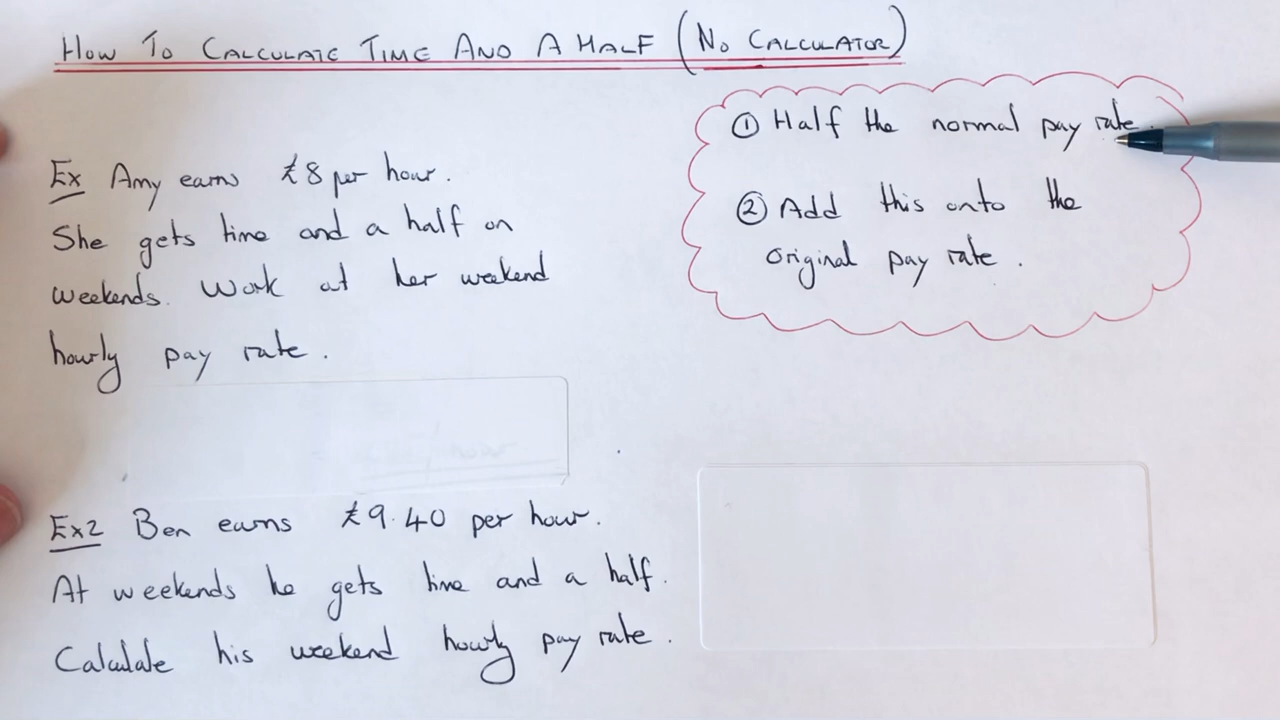 How To Calculate Time And A Half (No Calculator)
① Half the normal pay rate.
② Add this onto the
original pay rate.
Ex Amy earns £8 per hour.
She gets time and a half on
weekends. Work out her weekend
hourly pay rate.
Ex2 Ben earns £9.40 per hour.
At weekends he gets time and a half.
Calculate his weekend hourly pay rate.